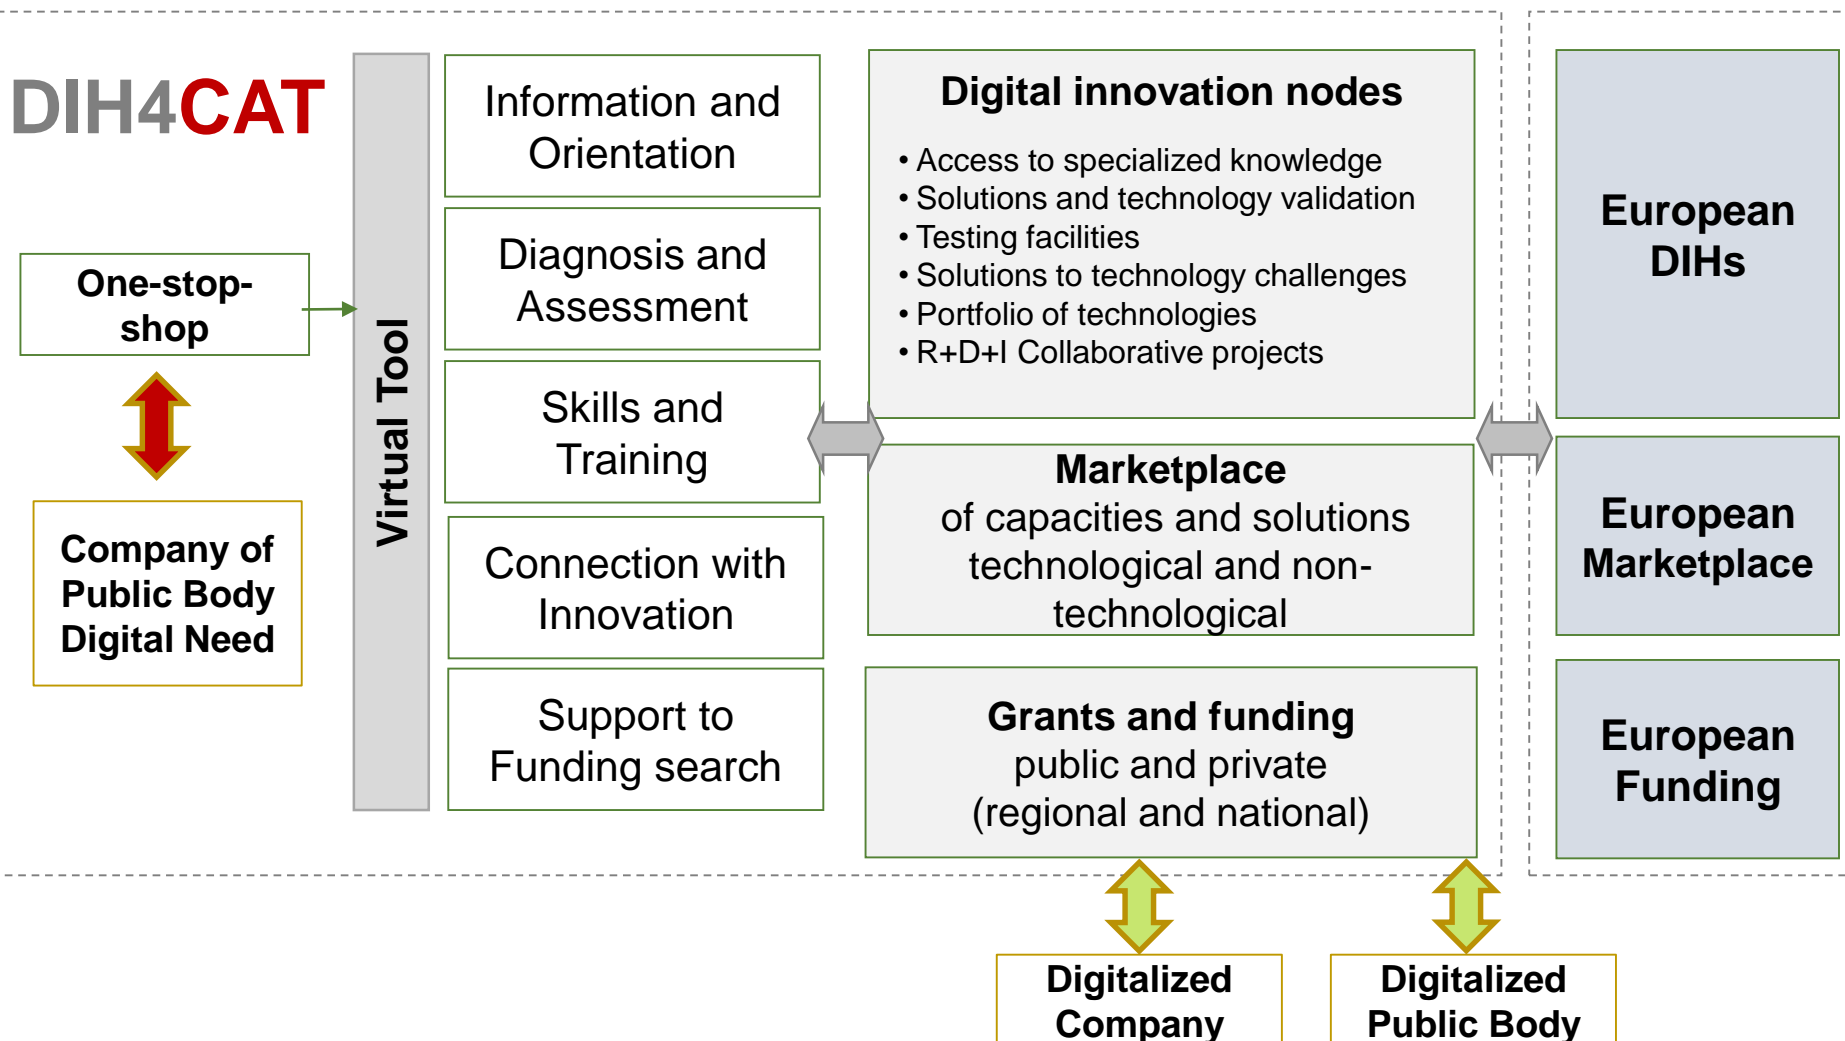 DIH4CAT
One-stop-
shop
Company of
Public Body
Digital Need
Virtual Tool
Information and
Orientation
Diagnosis and
Assessment
Skills and
Training
Connection with
Innovation
Support to
Funding search
Digital innovation nodes
• Access to specialized knowledge
• Solutions and technology validation
• Testing facilities
• Solutions to technology challenges
• Portfolio of technologies
• R+D+I Collaborative projects
Marketplace
of capacities and solutions
technological and non-
technological
Grants and funding
public and private
(regional and national)
European
DIHs
European
Marketplace
European
Funding
Digitalized
Company
Digitalized
Public Body